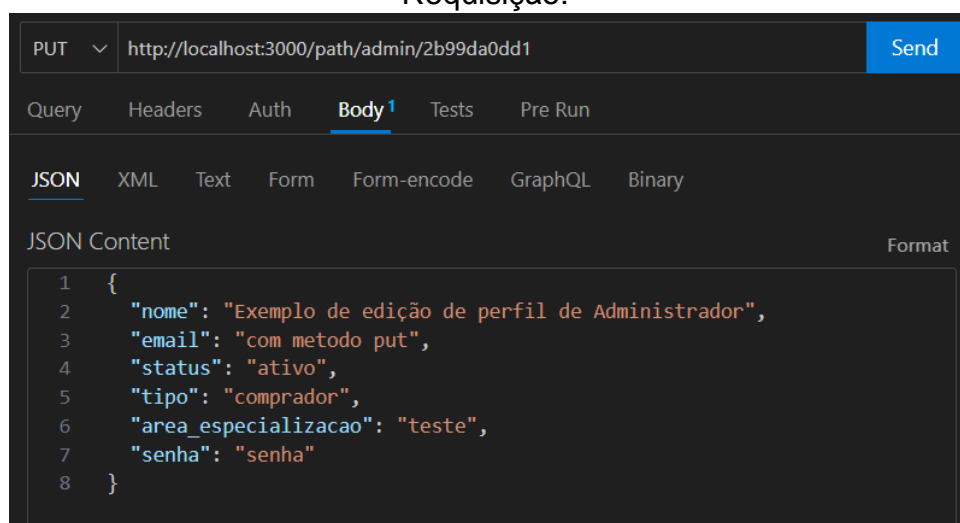 Requisição:
PUT http://localhost:3000/path/admin/2b99da0dd1 Send
Query Headers Auth Body 1 Tests Pre Run
JSON XML Text Form Form-encode GraphQL Binary
JSON Content Format
1 {
2 "nome": "Exemplo de edição de perfil de Administrador",
3 "email": "com metodo put",
4 "status": "ativo",
5 "tipo": "comprador",
6 "area_especializacao": "teste",
7 "senha": "senha"
8 }